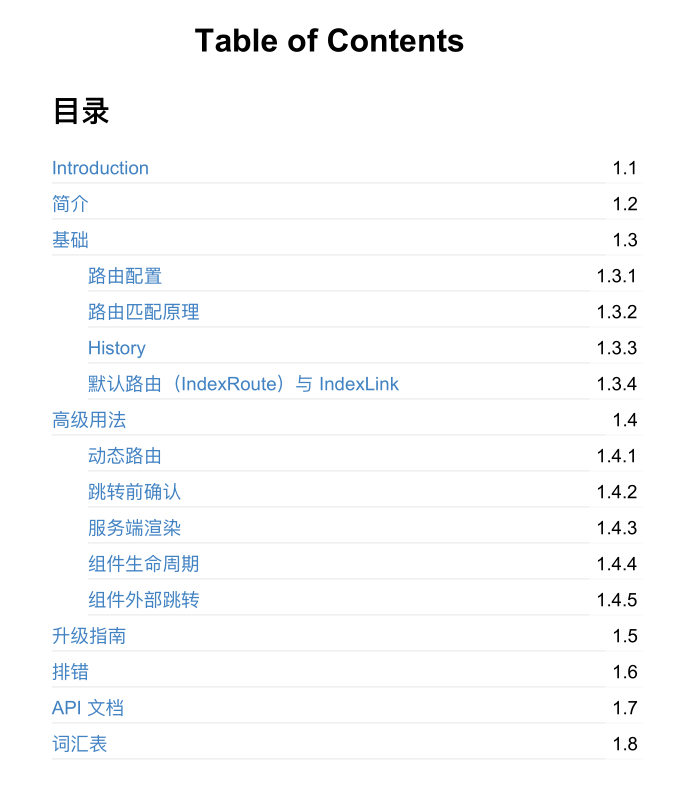 Table of Contents
目录
Introduction 1.1
简介 1.2
基础 1.3
路由配置 1.3.1
路由匹配原理 1.3.2
History 1.3.3
默认路由（IndexRoute）与 IndexLink 1.3.4
高级用法 1.4
动态路由 1.4.1
跳转前确认 1.4.2
服务端渲染 1.4.3
组件生命周期 1.4.4
组件外部跳转 1.4.5
升级指南 1.5
排错 1.6
API 文档 1.7
词汇表 1.8